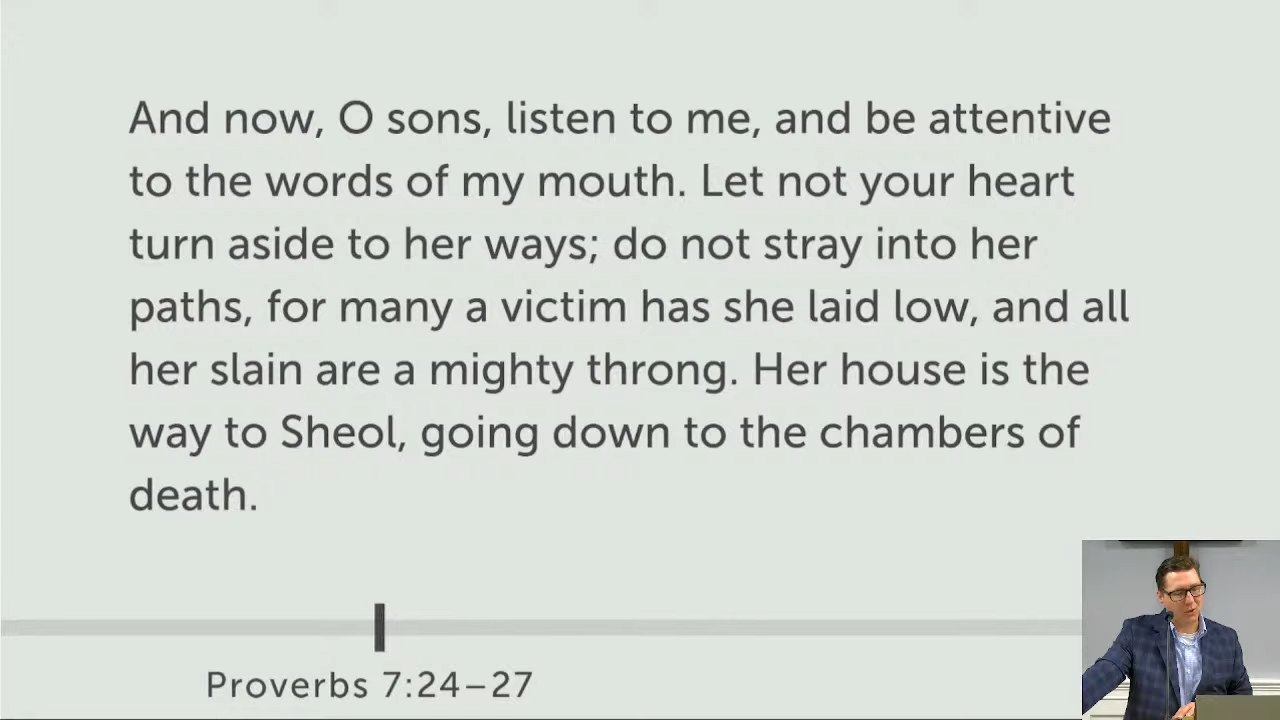 And now, O sons, listen to me, and be attentive
to the words of my mouth. Let not your heart
turn aside to her ways; do not stray into her
paths, for many a victim has she laid low, and all
her slain are a mighty throng. Her house is the
way to Sheol, going down to the chambers of
death.
Proverbs 7:24–27